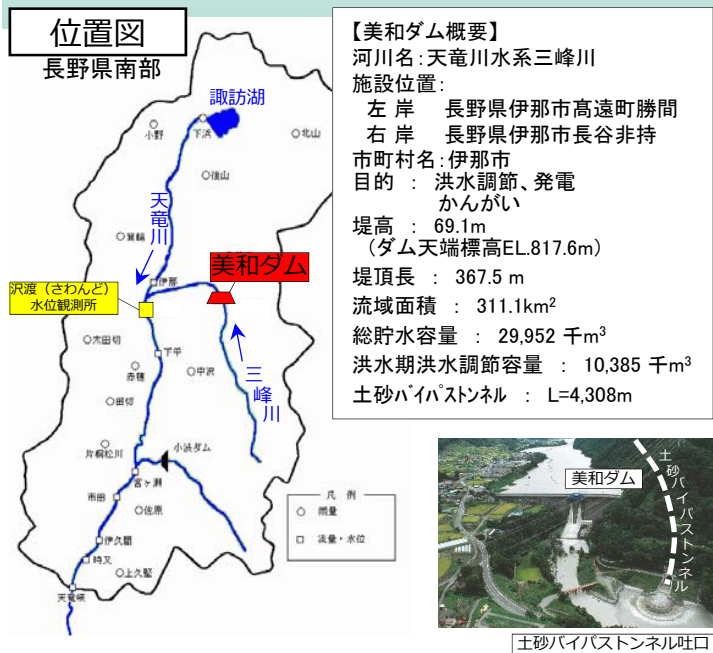 位置図
長野県南部
諏訪湖
小野
下浜
北山
後山
天竜川
箕輪
伊那
美和ダム
沢渡（さわんど）
水位観測所
大田切
下平
赤穂
中沢
三峰川
田切
片桐松川
小渋ダム
宮ヶ瀬
市田
佐原
伊久間
時又
上久堅
天竜峡
凡 例
○ 雨量
□ 流量・水位
【美和ダム概要】
河川名：天竜川水系三峰川
施設位置：
左 岸 長野県伊那市高遠町勝間
右 岸 長野県伊那市長谷非持
市町村名：伊那市
目的 ： 洪水調節、発電
かんがい
堤高 ： 69.1m
（ダム天端標高EL.817.6m）
堤頂長 ： 367.5 m
流域面積 ： 311.1km²
総貯水容量 ： 29,952 千m³
洪水期洪水調節容量 ： 10,385 千m³
土砂バイパストンネル ： L=4,308m
美和ダム
土砂バイパストンネル
土砂バイパストンネル吐口